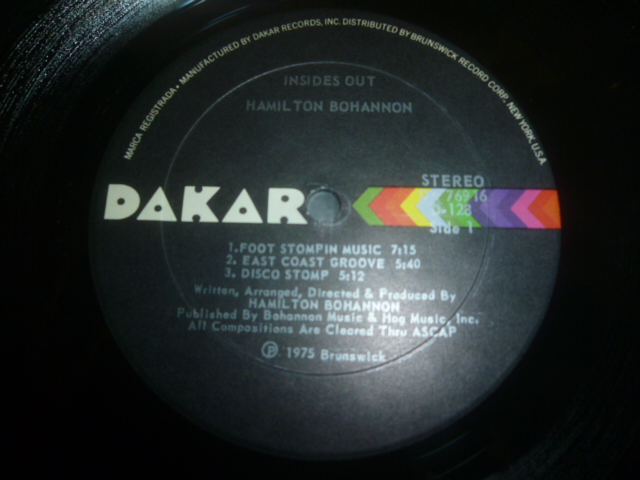 MARCA REGISTRADA • MANUFACTURED BY DAKAR RECORDS, INC. DISTRIBUTED BY BRUNSWICK RECORD CORP. NEW YORK, U.S.A.
INSIDES OUT
HAMILTON BOHANNON
STEREO
DAKAR
76916
128
Side 1
1.FOOT STOMPIN MUSIC 7:15
2. EAST COAST GROOVE 5:40
3. DISCO STOMP 5:12
Written, Arranged, Directed & Produced By
HAMILTON BOHANNON
Published By Bohannon Music & Hog Music, Inc.
All Compositions Are Cleared Thru ASCAP
℗ 1975 Brunswick